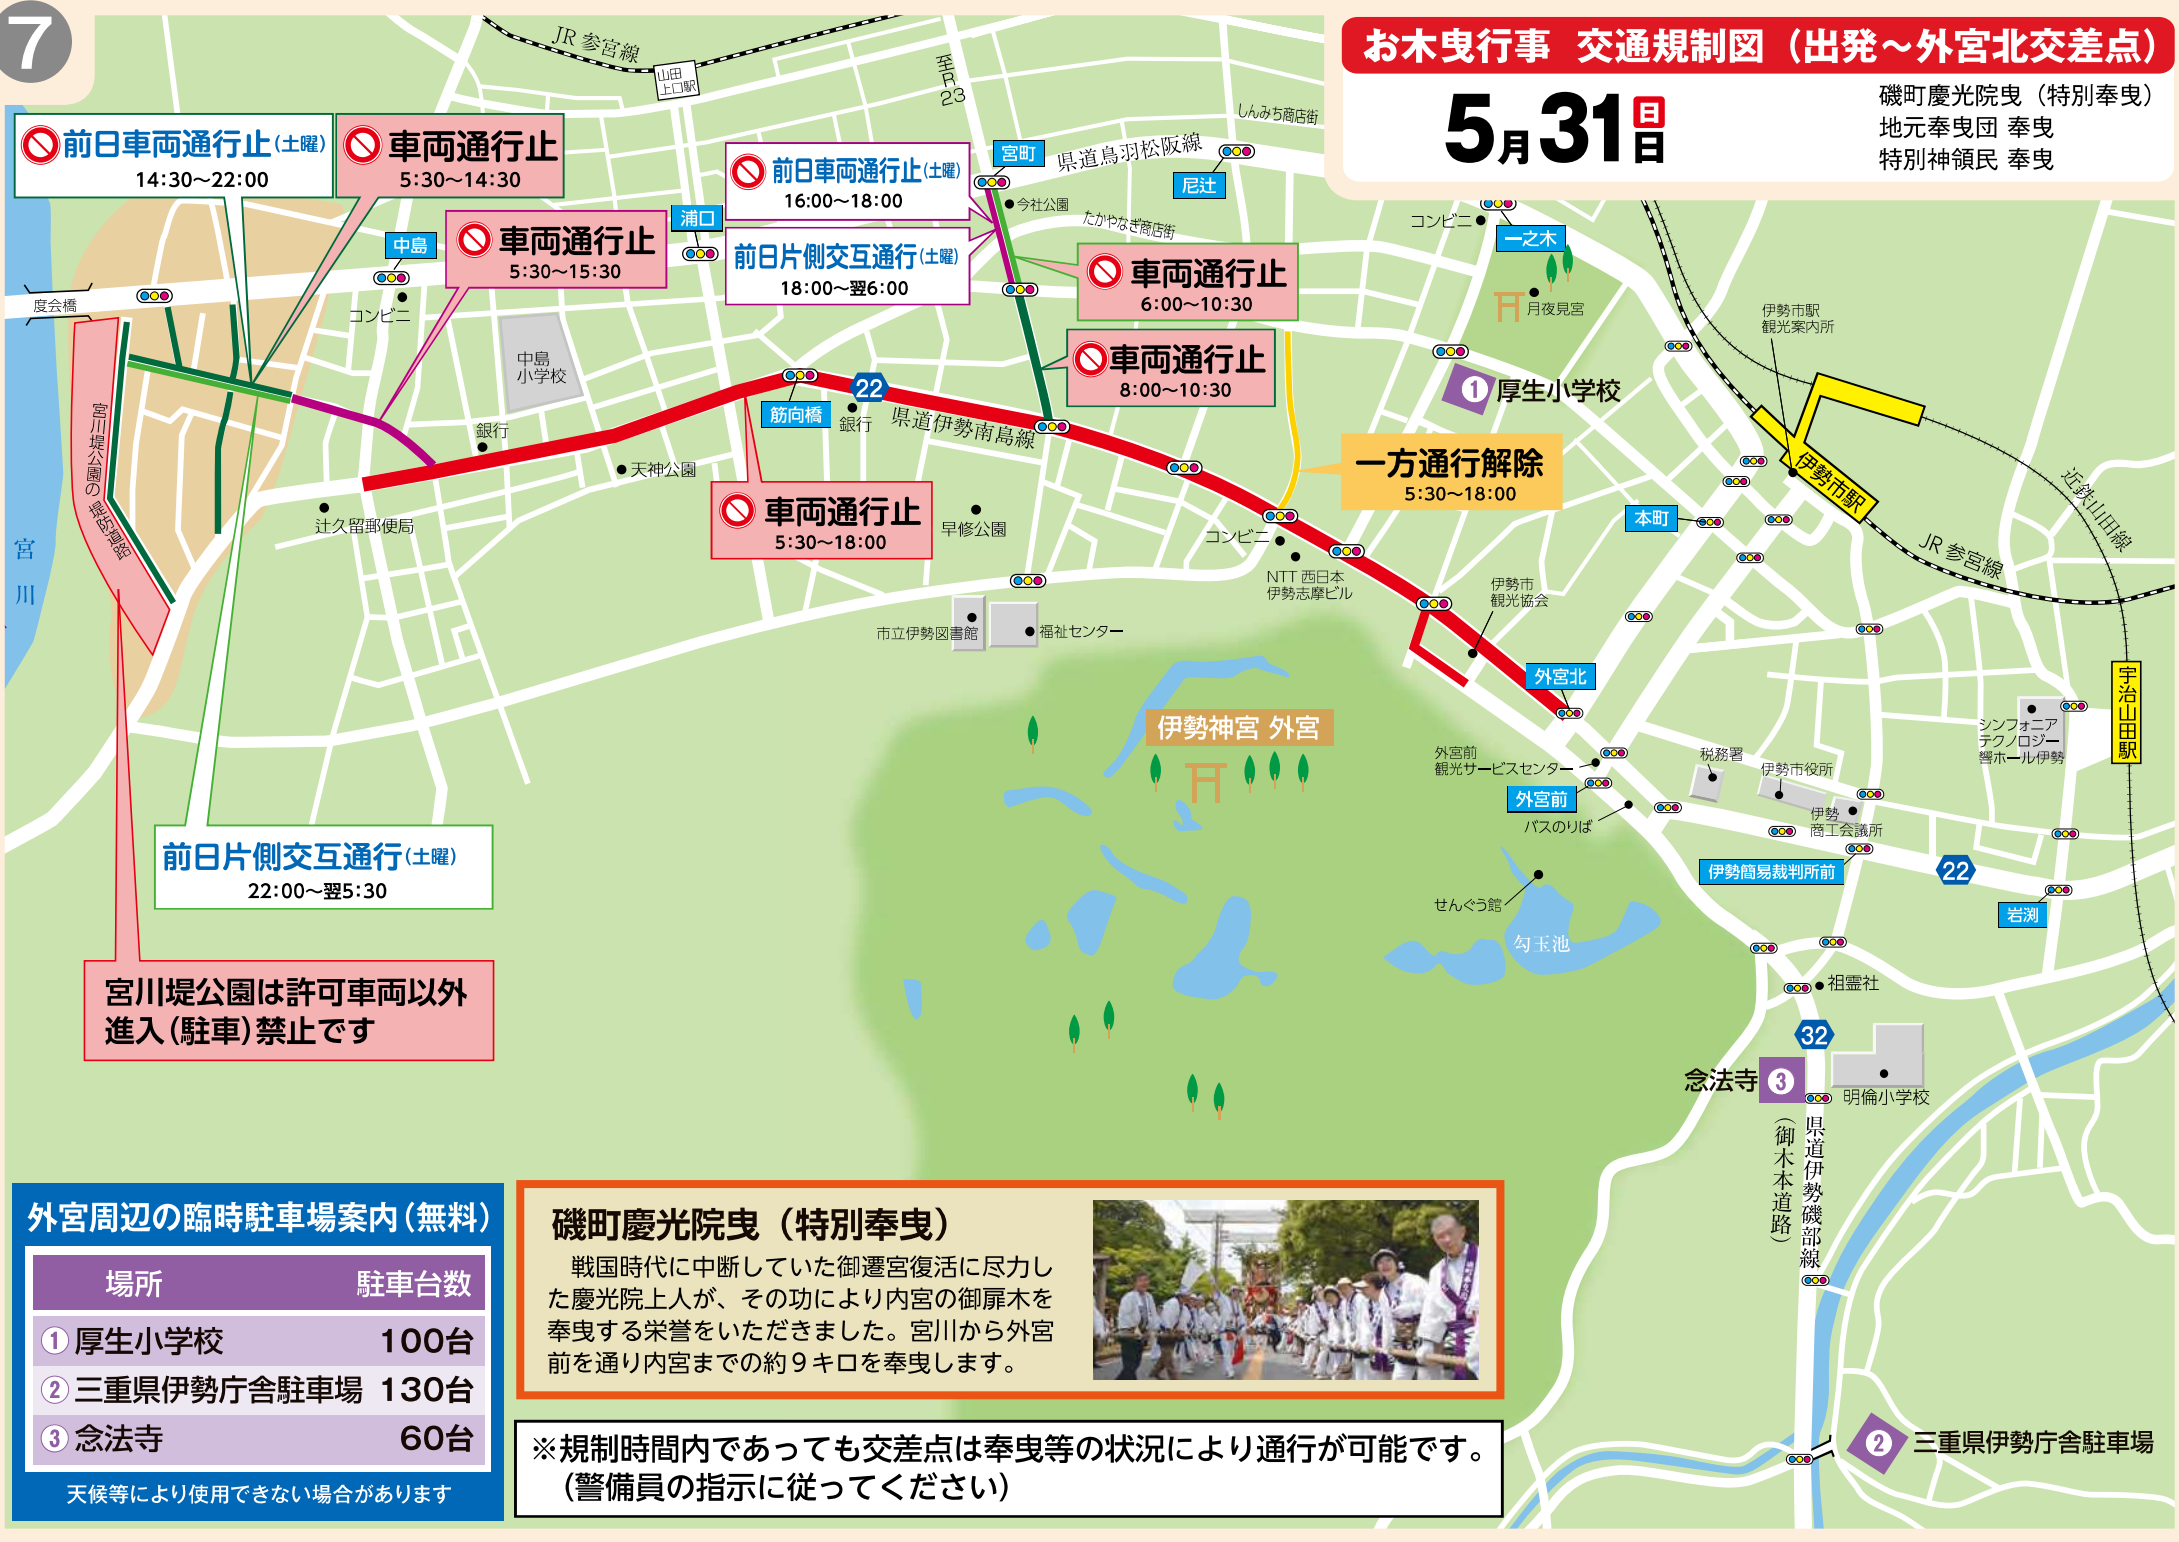 7
お木曳行事 交通規制図（出発～外宮北交差点）
5月31日
日
磯町慶光院曳（特別奉曳）
地元奉曳団 奉曳
特別神領民 奉曳
JR 参宮線
山田
上口駅
至R23
しんみち商店街
前日車両通行止(土曜)
14:30～22:00
車両通行止
5:30～14:30
前日車両通行止(土曜)
16:00～18:00
前日片側交互通行(土曜)
18:00～翌6:00
宮町
県道鳥羽松阪線
尼辻
今社公園
たかやなぎ商店街
コンビニ
一之木
月夜見宮
中島
車両通行止
5:30～15:30
浦口
車両通行止
6:00～10:30
車両通行止
8:00～10:30
度会橋
コンビニ
中島
小学校
伊勢市駅
観光案内所
1
厚生小学校
筋向橋
22
銀行
県道伊勢南島線
銀行
天神公園
宮川堤公園の堤防道路
一方通行解除
5:30～18:00
伊勢市駅
近鉄山田線
辻久留郵便局
車両通行止
5:30～18:00
早修公園
コンビニ
本町
JR 参宮線
宮川
NTT 西日本
伊勢志摩ビル
伊勢市
観光協会
市立伊勢図書館
福祉センター
外宮北
宇治山田駅
伊勢神宮 外宮
シンフォニア
テクノロジー
響ホール伊勢
外宮前
観光サービスセンター
税務署
伊勢市役所
外宮前
バスのりば
伊勢
商工会議所
前日片側交互通行(土曜)
22:00～翌5:30
伊勢簡易裁判所前
22
せんぐう館
岩渕
勾玉池
宮川堤公園は許可車両以外
進入(駐車)禁止です
祖霊社
32
念法寺
3
明倫小学校
県道伊勢磯部線
（御木本道路）
外宮周辺の臨時駐車場案内(無料)
場所 駐車台数
1 厚生小学校 100台
2 三重県伊勢庁舎駐車場 130台
3 念法寺 60台
天候等により使用できない場合があります
磯町慶光院曳（特別奉曳）
戦国時代に中断していた御遷宮復活に尽力し
た慶光院上人が、その功により内宮の御扉木を
奉曳する栄誉をいただきました。宮川から外宮
前を通り内宮までの約９キロを奉曳します。
※規制時間内であっても交差点は奉曳等の状況により通行が可能です。
（警備員の指示に従ってください）
2
三重県伊勢庁舎駐車場